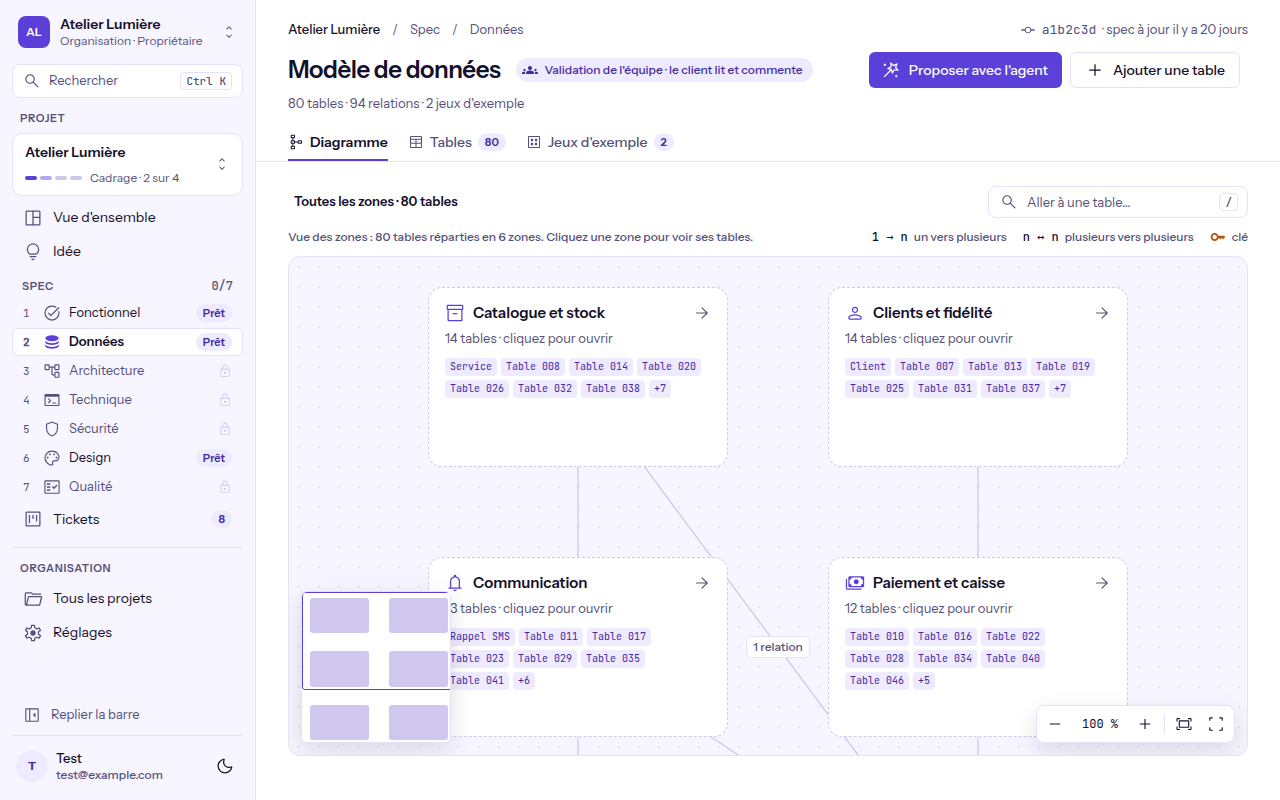 AL
Atelier Lumière
Organisation · Propriétaire
Rechercher
Ctrl K
PROJET
Atelier Lumière
Cadrage · 2 sur 4
Vue d'ensemble
Idée
SPEC 0/7
1 Fonctionnel Prêt
2 Données Prêt
3 Architecture
4 Technique
5 Sécurité
6 Design Prêt
7 Qualité
Tickets 8
ORGANISATION
Tous les projets
Réglages
Replier la barre
T
Test
test@example.com
Atelier Lumière / Spec / Données
a1b2c3d · spec à jour il y a 20 jours
Modèle de données
Validation de l'équipe · le client lit et commente
Proposer avec l'agent
Ajouter une table
80 tables · 94 relations · 2 jeux d'exemple
Diagramme
Tables 80
Jeux d'exemple 2
Toutes les zones · 80 tables
Aller à une table… /
Vue des zones : 80 tables réparties en 6 zones. Cliquez une zone pour voir ses tables.
1 → n un vers plusieurs
n ↔ n plusieurs vers plusieurs
clé
Catalogue et stock
14 tables · cliquez pour ouvrir
Service Table 008 Table 014 Table 020
Table 026 Table 032 Table 038 +7
Clients et fidélité
14 tables · cliquez pour ouvrir
Client Table 007 Table 013 Table 019
Table 025 Table 031 Table 037 +7
Communication
3 tables · cliquez pour ouvrir
Rappel SMS Table 011 Table 017
Table 023 Table 029 Table 035
Table 041 +6
1 relation
Paiement et caisse
12 tables · cliquez pour ouvrir
Table 010 Table 016 Table 022
Table 028 Table 034 Table 040
Table 046 +5
100 %